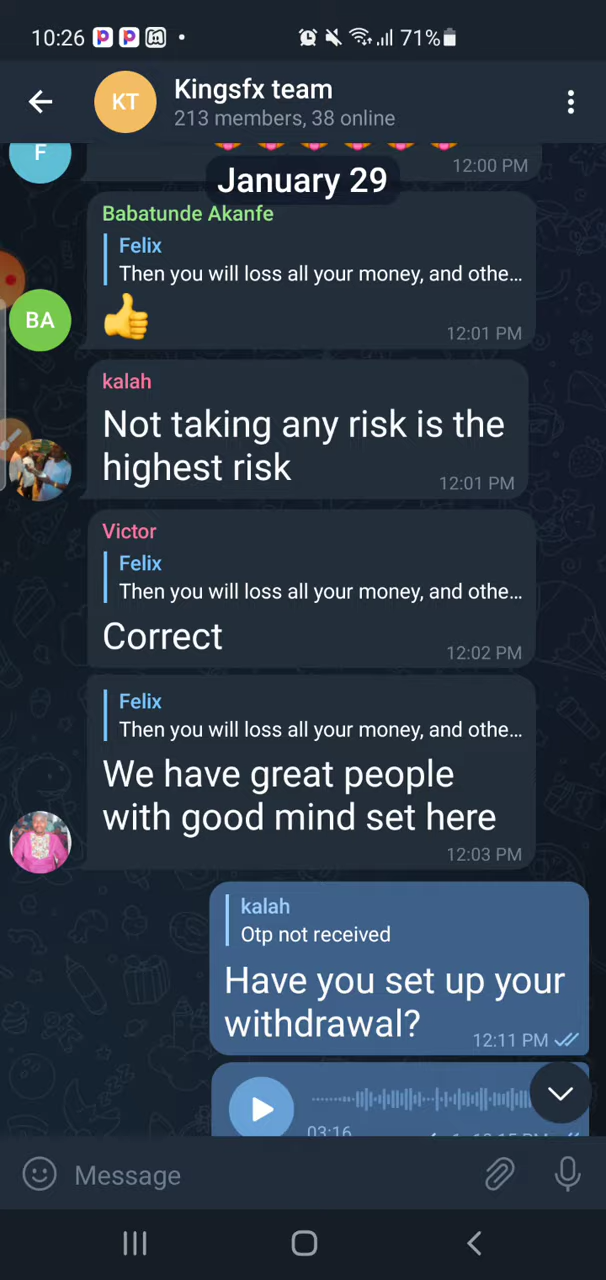 10:26
71%
KT
Kingsfx team
213 members, 38 online
F
12:00 PM
January 29
Babatunde Akanfe
Felix
Then you will loss all your money, and othe...
BA
12:01 PM
kalah
Not taking any risk is the
highest risk
12:01 PM
Victor
Felix
Then you will loss all your money, and othe...
Correct
12:02 PM
Felix
Then you will loss all your money, and othe...
We have great people
with good mind set here
12:03 PM
kalah
Otp not received
Have you set up your
withdrawal?
12:11 PM
03:16
Message